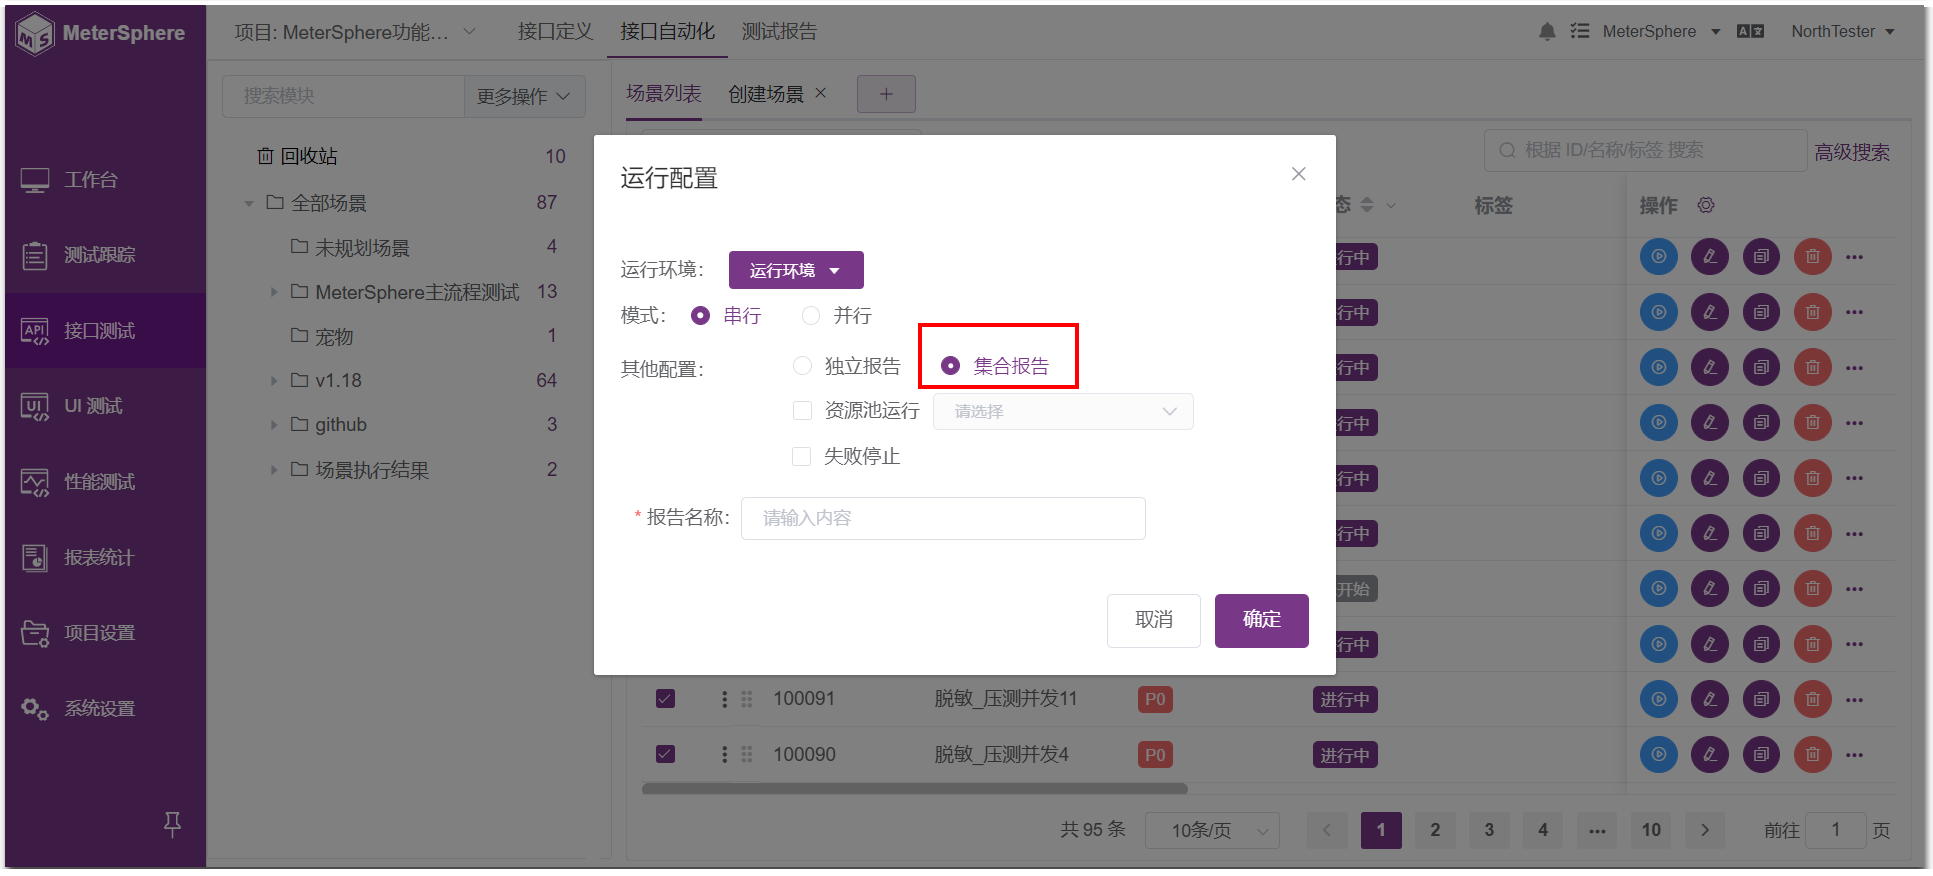 MeterSphere
项目: MeterSphere功能...
接口定义
接口自动化
测试报告
MeterSphere
NorthTester
搜索模块
更多操作
场景列表
创建场景
工作台
测试跟踪
API
接口测试
UI
UI 测试
性能测试
报表统计
项目设置
系统设置
回收站 10
全部场景 87
未规划场景 4
MeterSphere主流程测试 13
宠物 1
v1.18 64
github 3
场景执行结果 2
根据 ID/名称/标签 搜索
高级搜索
态 标签 操作
行中
行中
行中
行中
行中
行中
开始
行中
运行配置
运行环境:
运行环境
模式:
串行
并行
其他配置:
独立报告
集合报告
资源池运行
请选择
失败停止
* 报告名称:
请输入内容
取消
确定
100091 脱敏_压测并发11 P0 进行中
100090 脱敏_压测并发4 P0 进行中
共 95 条 10条/页 1 2 3 4 ... 10 前往 1 页